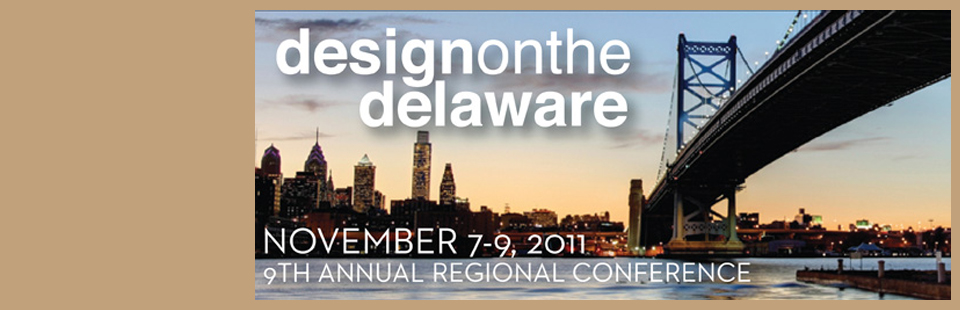 designonthe
delaware
NOVEMBER 7-9, 2011
9TH ANNUAL REGIONAL CONFERENCE